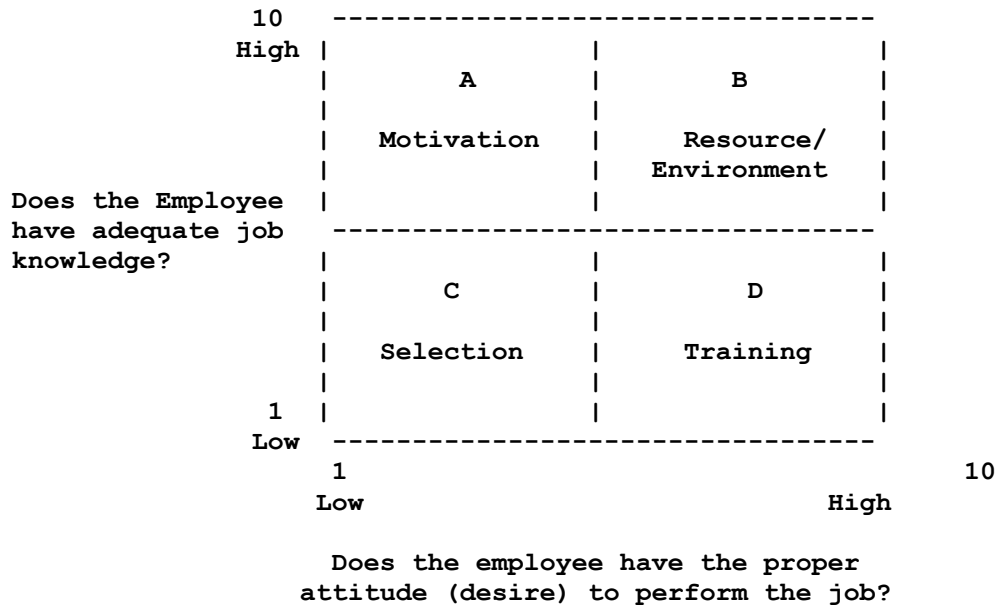 10
High
A B
Motivation Resource/
Environment
Does the Employee
have adequate job
knowledge?
C D
Selection Training
1
Low
1 10
Low High
Does the employee have the proper
attitude (desire) to perform the job?